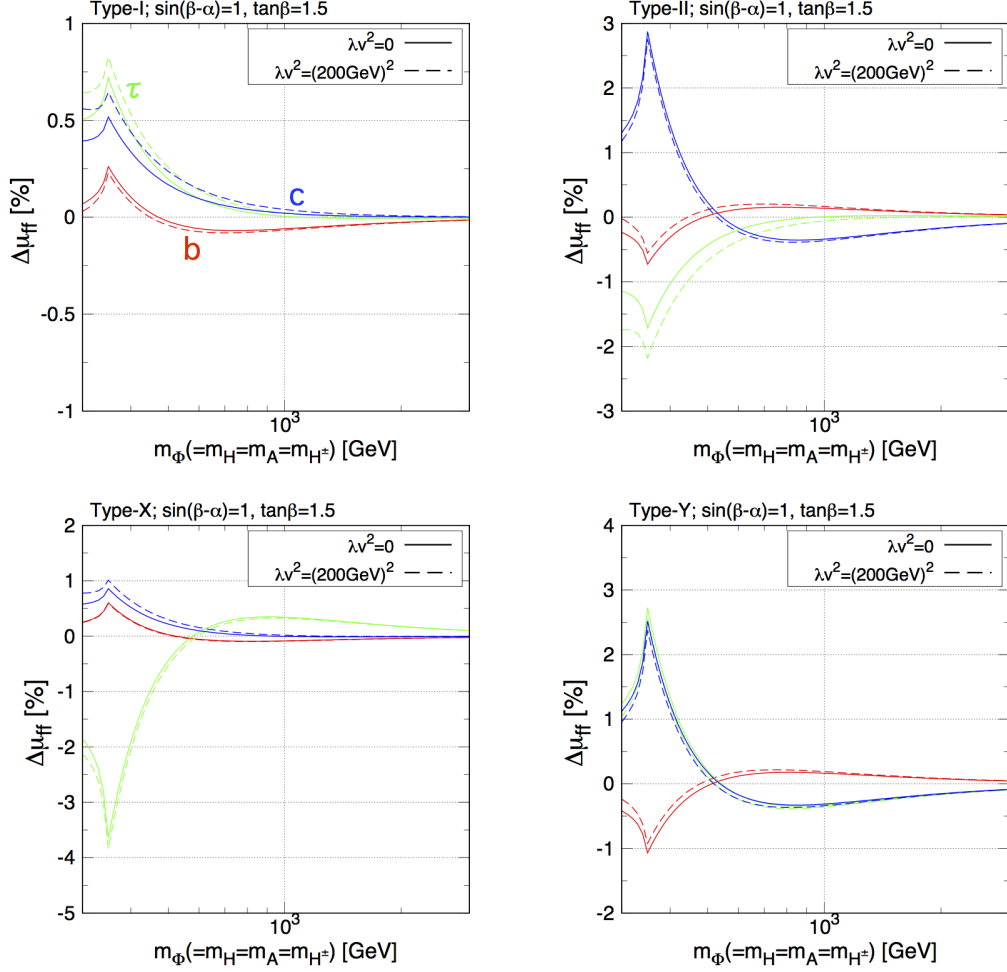 Type-I; sin(β-α)=1, tanβ=1.5
λv²=0
λv²=(200GeV)²
τ
c
b
1
0.5
0
-0.5
-1
Δμff [%]
10³
mΦ(=mH=mA=mH±) [GeV]
Type-II; sin(β-α)=1, tanβ=1.5
λv²=0
λv²=(200GeV)²
3
2
1
0
-1
-2
-3
Δμff [%]
10³
mΦ(=mH=mA=mH±) [GeV]
Type-X; sin(β-α)=1, tanβ=1.5
λv²=0
λv²=(200GeV)²
2
1
0
-1
-2
-3
-4
-5
Δμff [%]
10³
mΦ(=mH=mA=mH±) [GeV]
Type-Y; sin(β-α)=1, tanβ=1.5
λv²=0
λv²=(200GeV)²
4
3
2
1
0
-1
-2
Δμff [%]
10³
mΦ(=mH=mA=mH±) [GeV]